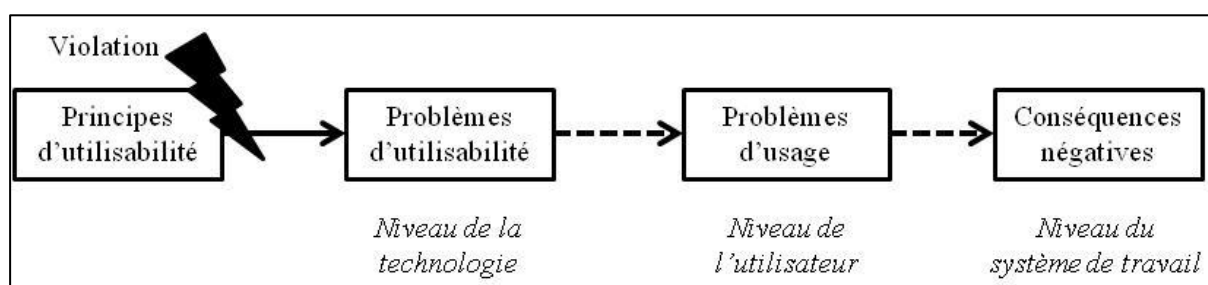 Violation
Principes
d'utilisabilité
Problèmes
d'utilisabilité
Problèmes
d'usage
Conséquences
négatives
Niveau de la
technologie
Niveau de
l'utilisateur
Niveau du
système de travail